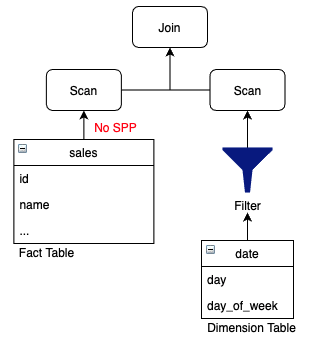 Join
Scan
Scan
No SPP
sales
id
name
...
Fact Table
Filter
date
day
day_of_week
Dimension Table